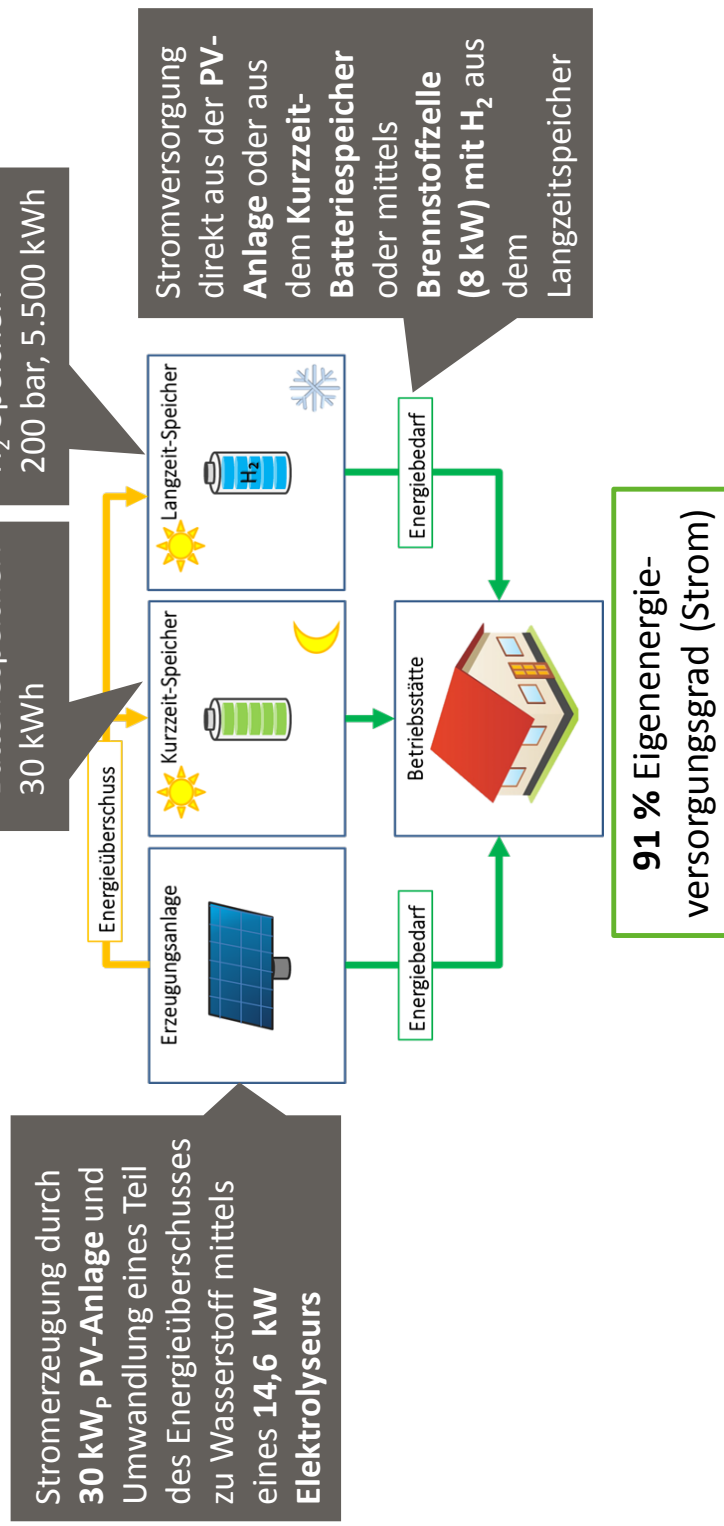 Stromerzeugung durch
30 kWp PV-Anlage und
Umwandlung eines Teil
des Energieüberschusses
zu Wasserstoff mittels
eines 14,6 kW
Elektrolyseurs
30 kWh
200 bar, 5.500 kWh
Energieüberschuss
Erzeugungsanlage
Kurzzeit-Speicher
Langzeit-Speicher
H2
Energiebedarf
Energiebedarf
Betriebsstätte
Stromversorgung
direkt aus der PV-
Anlage oder aus
dem Kurzzeit-
Batteriespeicher
oder mittels
Brennstoffzelle
(8 kW) mit H2 aus
dem
Langzeitspeicher
91 % Eigenenergie-
versorgungsgrad (Strom)